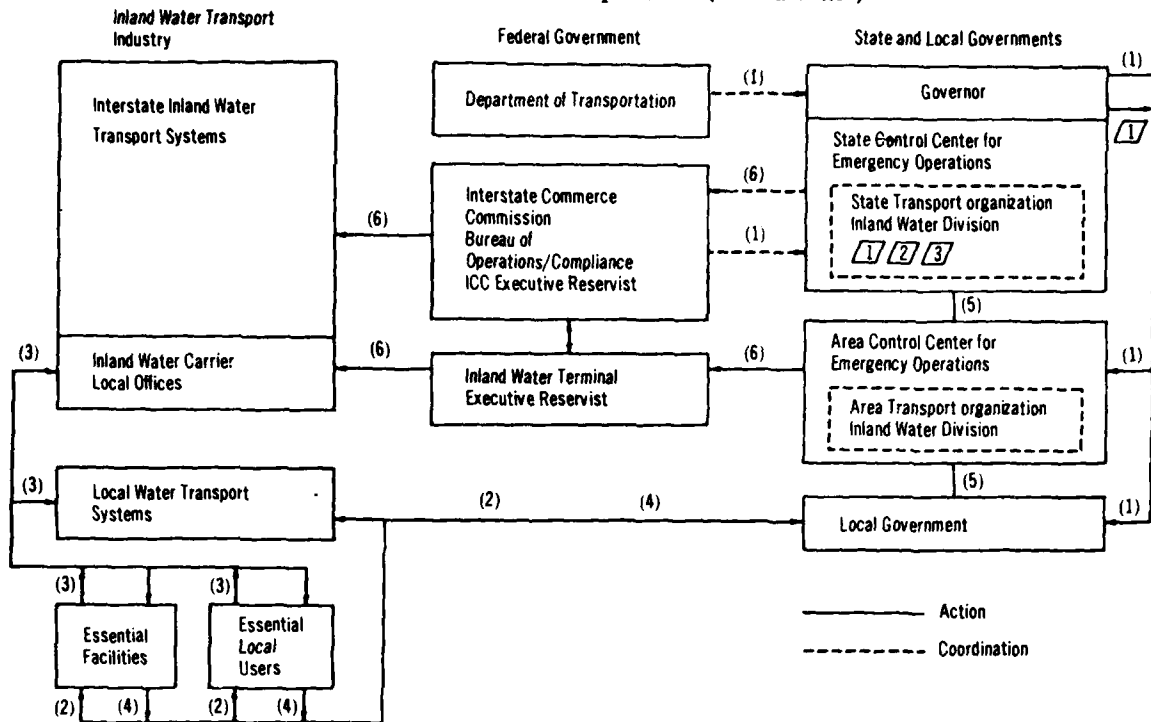 Inland Water Transport
Industry
Federal Government
State and Local Governments
Interstate Inland Water
Transport Systems
Department of Transportation
(1)
Governor
(1)
1
State Control Center for
Emergency Operations
State Transport organization
Inland Water Division
1 2 3
(6)
Interstate Commerce
Commission
Bureau of
Operations/Compliance
ICC Executive Reservist
(6)
(1)
(5)
(3)
Inland Water Carrier
Local Offices
(6)
Inland Water Terminal
Executive Reservist
(6)
Area Control Center for
Emergency Operations
Area Transport organization
Inland Water Division
(1)
(5)
(3)
Local Water Transport
Systems
(2)
(4)
Local Government
(1)
(3)
(3)
Essential
Facilities
Essential
Local
Users
(2)
(4)
(2)
(4)
Action
Coordination